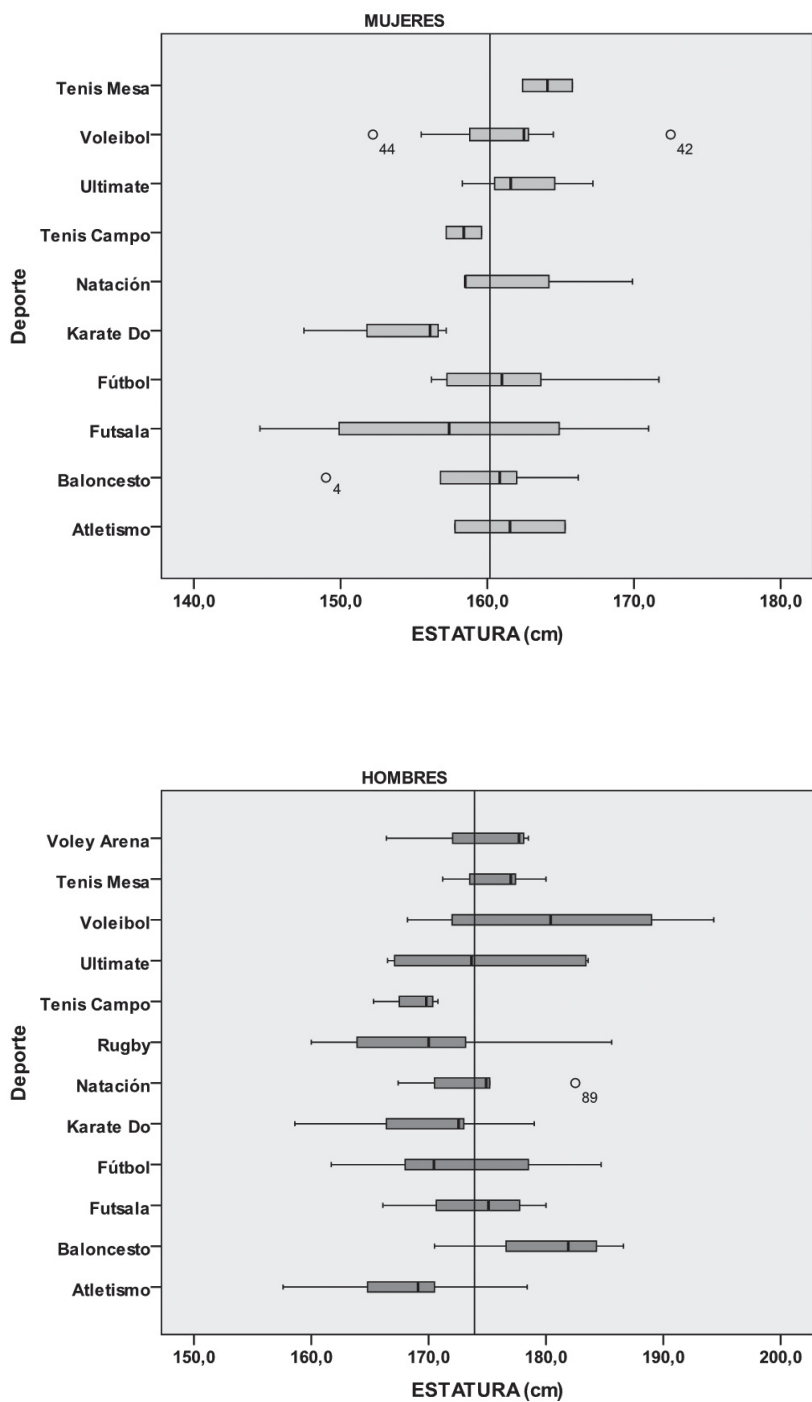 MUJERES
Deporte
Tenis Mesa
Voleibol
44
42
Ultimate
Tenis Campo
Natación
Karate Do
Fútbol
Futsala
Baloncesto
4
Atletismo
140,0 150,0 160,0 170,0 180,0
ESTATURA (cm)
HOMBRES
Deporte
Voley Arena
Tenis Mesa
Voleibol
Ultimate
Tenis Campo
Rugby
Natación
89
Karate Do
Fútbol
Futsala
Baloncesto
Atletismo
150,0 160,0 170,0 180,0 190,0 200,0
ESTATURA (cm)